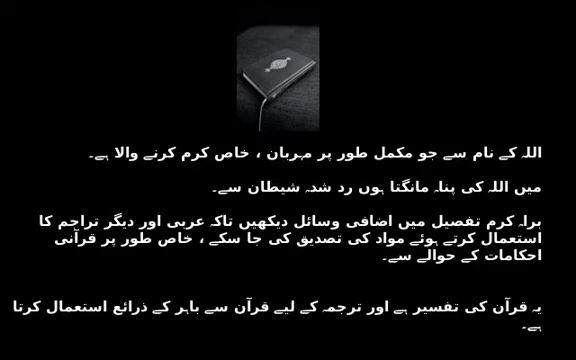 اللہ کے نام سے جو مکمل طور پر مہربان ، خاص کرم کرنے والا ہے۔
میں اللہ کی پناہ مانگتا ہوں رد شدہ شیطان سے۔
براہ کرم تفصیل میں اضافی وسائل دیکھیں تاکہ عربی اور دیگر تراجم کا
استعمال کرتے ہوئے مواد کی تصدیق کی جا سکے ، خاص طور پر قرآنی
احکامات کے حوالے سے۔
یہ قرآن کی تفسیر ہے اور ترجمہ کے لیے قرآن سے باہر کے ذرائع استعمال کرتا
ہے۔